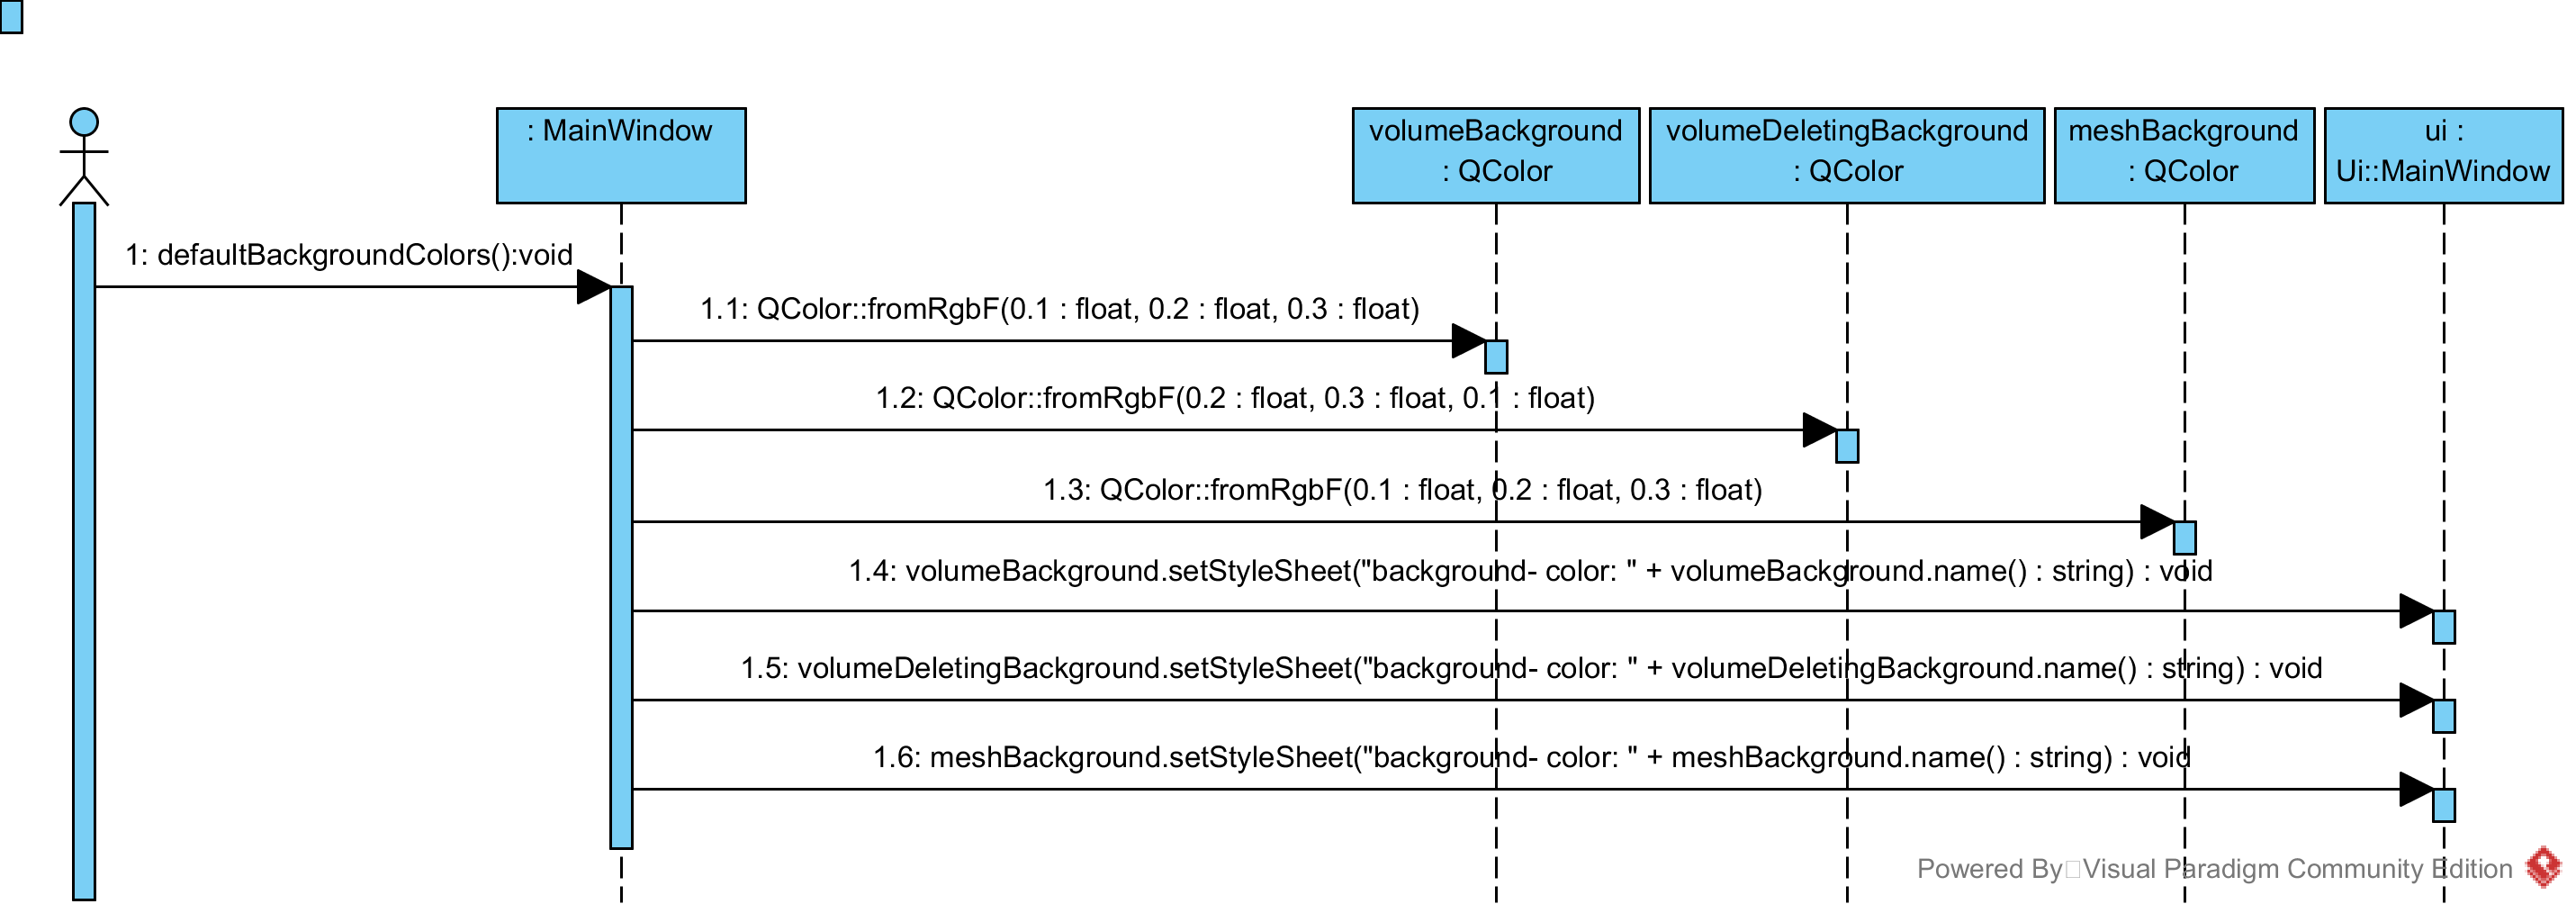 : MainWindow
volumeBackground
: QColor
volumeDeletingBackground
: QColor
meshBackground
: QColor
ui :
Ui::MainWindow
1: defaultBackgroundColors():void
1.1: QColor::fromRgbF(0.1 : float, 0.2 : float, 0.3 : float)
1.2: QColor::fromRgbF(0.2 : float, 0.3 : float, 0.1 : float)
1.3: QColor::fromRgbF(0.1 : float, 0.2 : float, 0.3 : float)
1.4: volumeBackground.setStyleSheet("background- color: " + volumeBackground.name() : string) : void
1.5: volumeDeletingBackground.setStyleSheet("background- color: " + volumeDeletingBackground.name() : string) : void
1.6: meshBackground.setStyleSheet("background- color: " + meshBackground.name() : string) : void
Powered By Visual Paradigm Community Edition